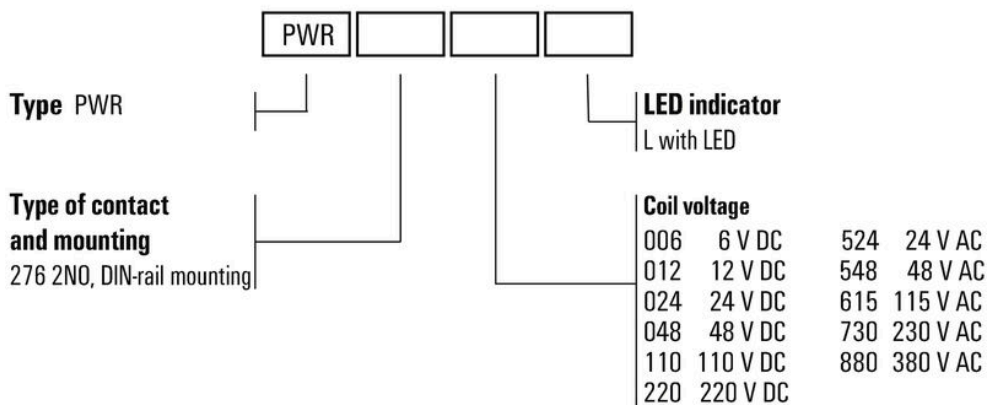 PWR
Type PWR
LED indicator
L with LED
Type of contact
and mounting
276 2NO, DIN-rail mounting
Coil voltage
006 6 V DC 524 24 V AC
012 12 V DC 548 48 V AC
024 24 V DC 615 115 V AC
048 48 V DC 730 230 V AC
110 110 V DC 880 380 V AC
220 220 V DC